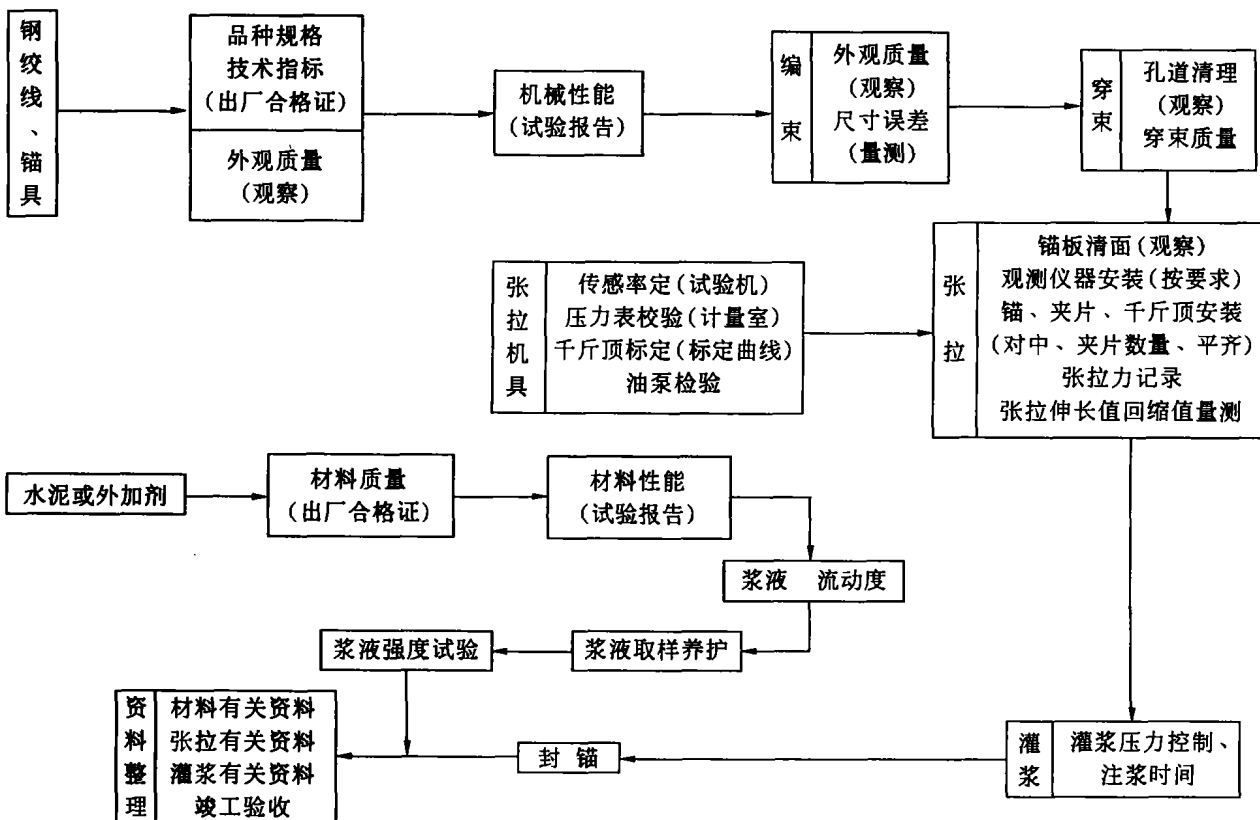 钢绞线、锚具
品种规格
技术指标
(出厂合格证)
外观质量
(观察)
机械性能
(试验报告)
编束
外观质量
(观察)
尺寸误差
(量测)
穿束
孔道清理
(观察)
穿束质量
张拉机具
传感率定(试验机)
压力表校验(计量室)
千斤顶标定(标定曲线)
油泵检验
张拉
锚板清面(观察)
观测仪器安装(按要求)
锚、夹片、千斤顶安装
(对中、夹片数量、平齐)
张拉力记录
张拉伸长值回缩值量测
水泥或外加剂
材料质量
(出厂合格证)
材料性能
(试验报告)
浆液 流动度
浆液取样养护
浆液强度试验
灌浆
灌浆压力控制、
注浆时间
封 锚
资料整理
材料有关资料
张拉有关资料
灌浆有关资料
竣工验收